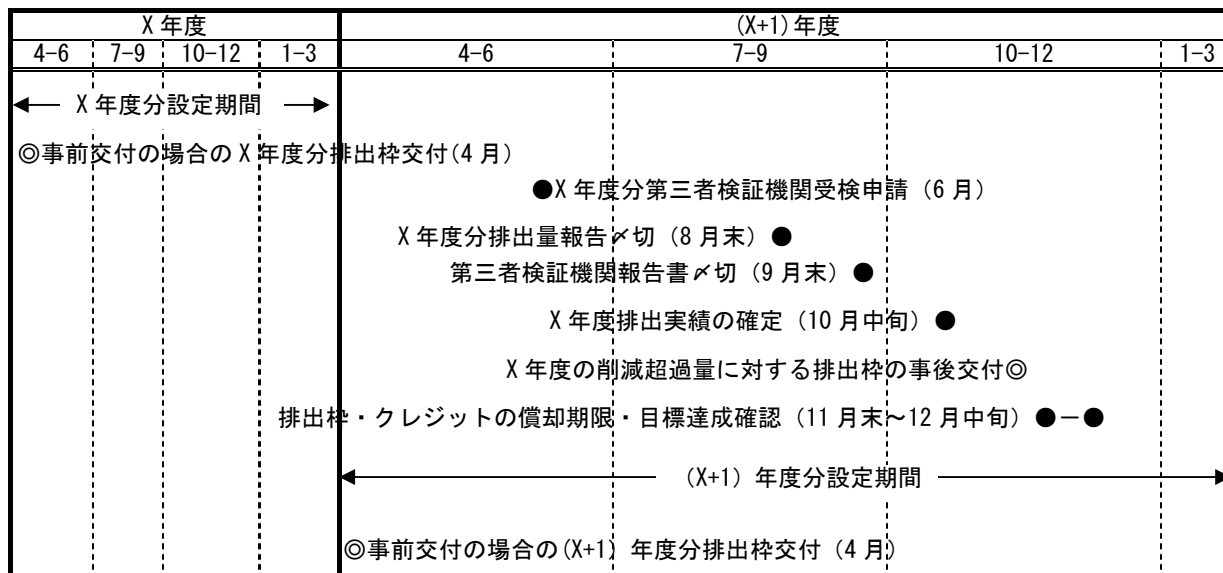 X 年度 (X+1)年度
4-6 7-9 10-12 1-3 4-6 7-9 10-12 1-3
X 年度分設定期間
◎事前交付の場合の X 年度分排出枠交付(4 月)
●X 年度分第三者検証機関受検申請（6 月）
X 年度分排出量報告〆切（8 月末）●
第三者検証機関報告書〆切（9 月末）●
X 年度排出実績の確定（10 月中旬）●
X 年度の削減超過量に対する排出枠の事後交付◎
排出枠・クレジットの償却期限・目標達成確認（11 月末～12 月中旬）●－●
（X+1）年度分設定期間
◎事前交付の場合の(X+1）年度分排出枠交付（4 月）